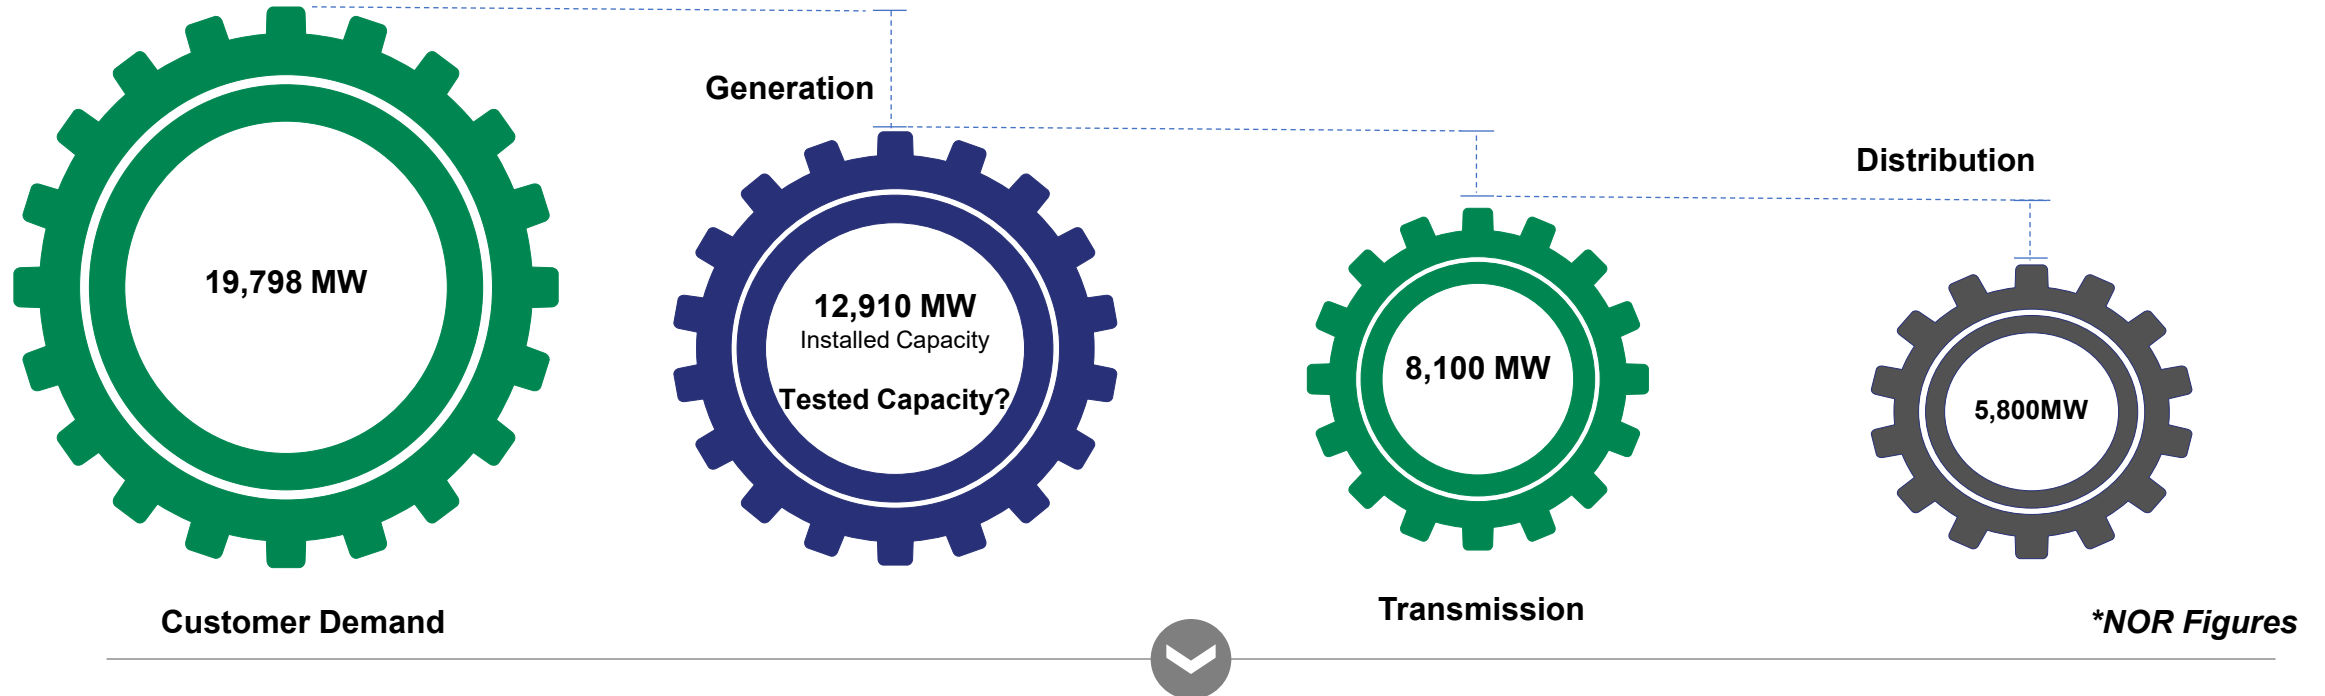 Generation
Distribution
19,798 MW
12,910 MW
Installed Capacity
Tested Capacity?
8,100 MW
5,800MW
Customer Demand
Transmission
*NOR Figures